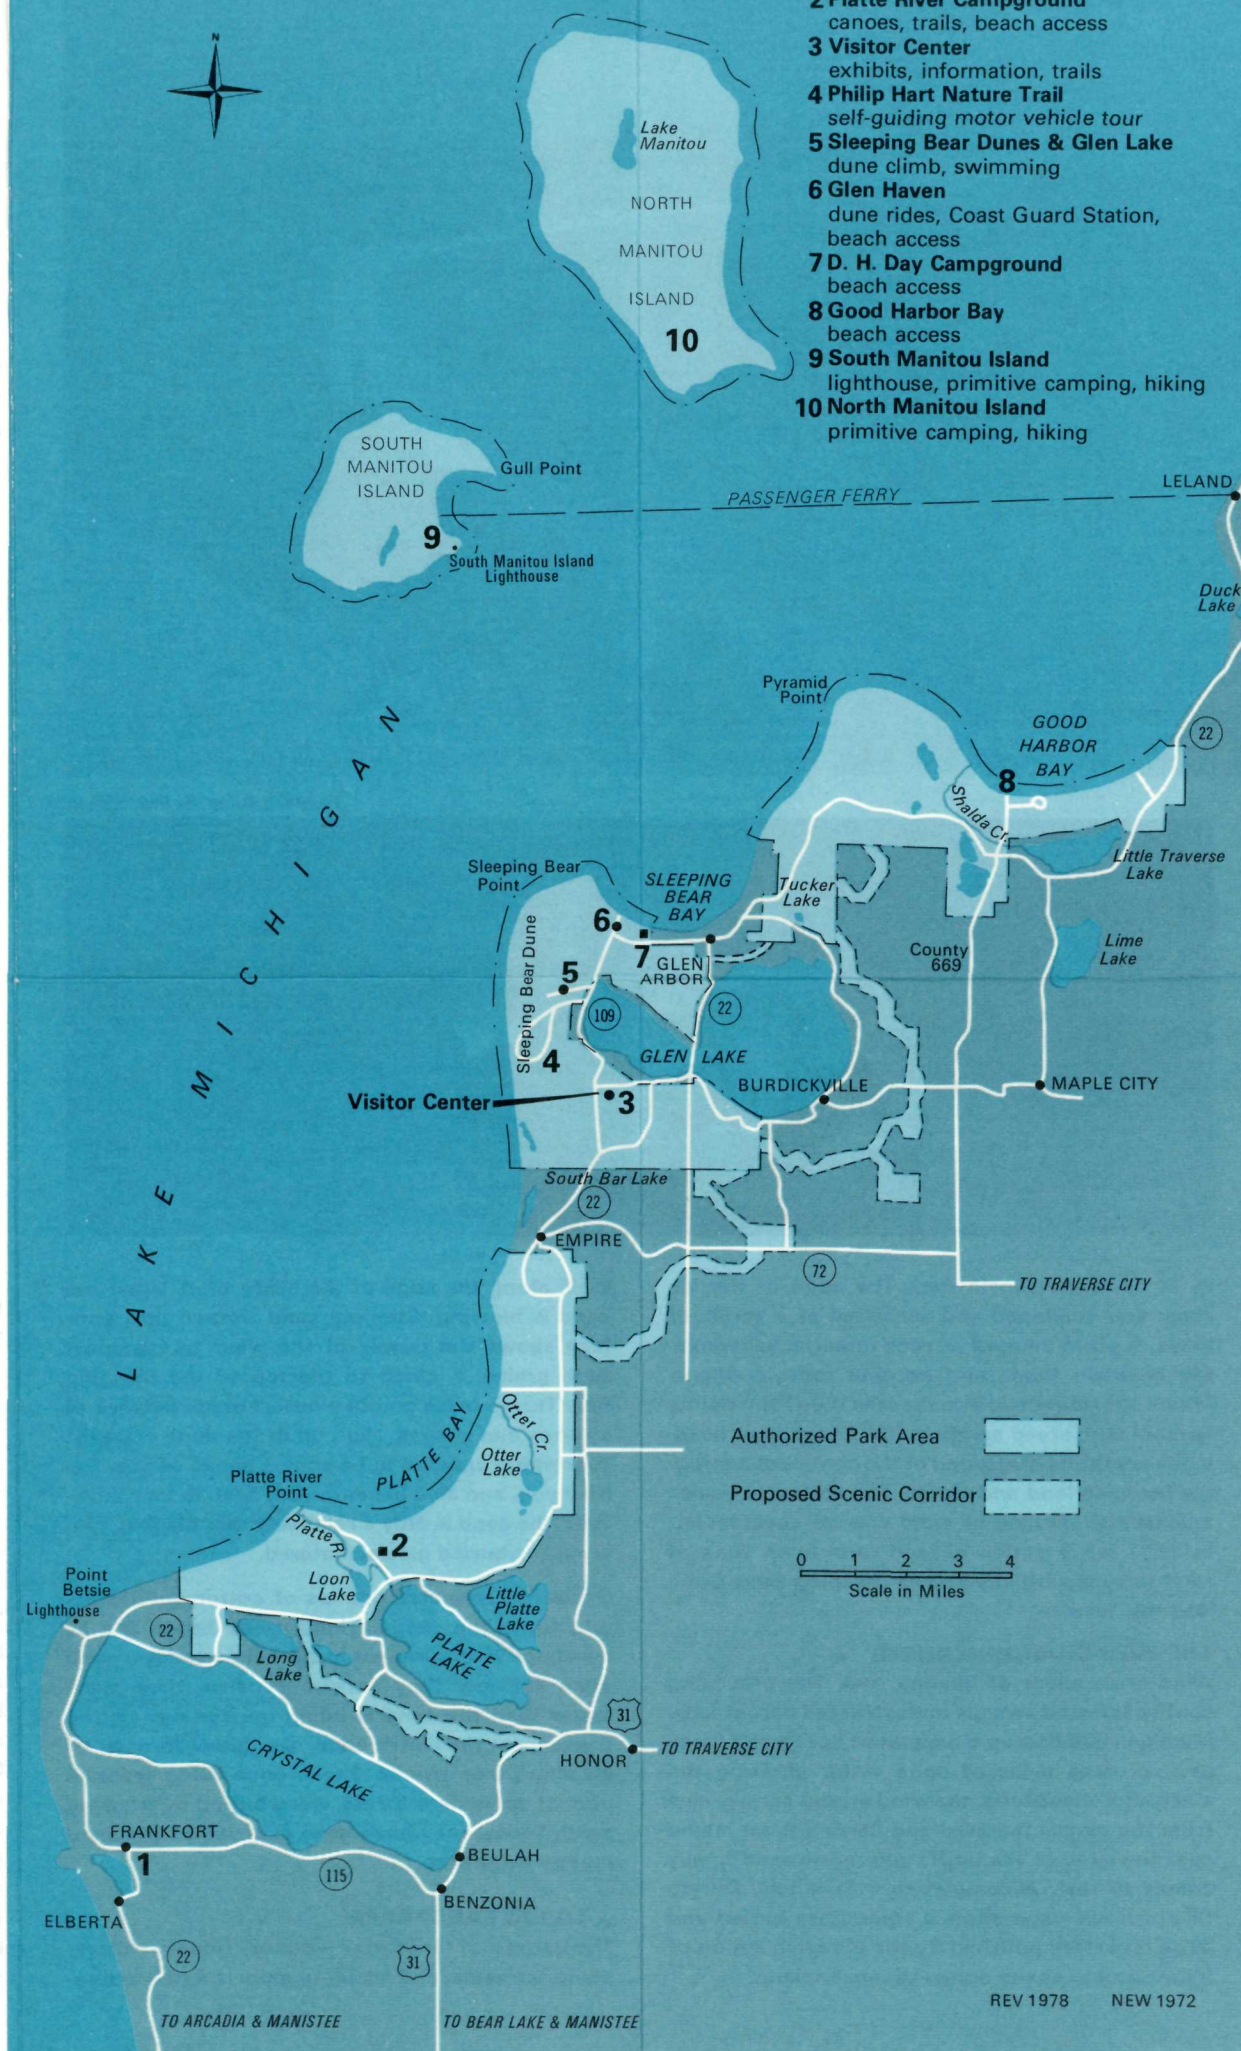 2 Platte River Campground
canoes, trails, beach access
3 Visitor Center
exhibits, information, trails
4 Philip Hart Nature Trail
self-guiding motor vehicle tour
5 Sleeping Bear Dunes & Glen Lake
dune climb, swimming
6 Glen Haven
dune rides, Coast Guard Station,
beach access
7 D. H. Day Campground
beach access
8 Good Harbor Bay
beach access
9 South Manitou Island
lighthouse, primitive camping, hiking
10 North Manitou Island
primitive camping, hiking
N
Lake
Manitou
NORTH
MANITOU
ISLAND
10
SOUTH
MANITOU
ISLAND
Gull Point
9
South Manitou Island
Lighthouse
PASSENGER FERRY
LELAND
Duck
Lake
LAKE MICHIGAN
Pyramid
Point
GOOD
HARBOR
BAY
22
8
Shalda Cr.
Little Traverse
Lake
Sleeping Bear
Point
SLEEPING
BEAR
BAY
Tucker
Lake
6
7
Sleeping Bear Dune
5
GLEN
ARBOR
County
669
Lime
Lake
109
22
4
GLEN LAKE
BURDICKVILLE
MAPLE CITY
Visitor Center
3
South Bar Lake
22
EMPIRE
72
TO TRAVERSE CITY
Otter Cr.
Otter
Lake
PLATTE BAY
Authorized Park Area
Proposed Scenic Corridor
0 1 2 3 4
Scale in Miles
Platte River
Point
Platte R.
2
Loon
Lake
Little
Platte
Lake
Point
Betsie
Lighthouse
22
Long
Lake
PLATTE
LAKE
31
HONOR
TO TRAVERSE CITY
CRYSTAL LAKE
FRANKFORT
1
115
BEULAH
BENZONIA
ELBERTA
22
31
TO ARCADIA & MANISTEE
TO BEAR LAKE & MANISTEE
REV 1978 NEW 1972